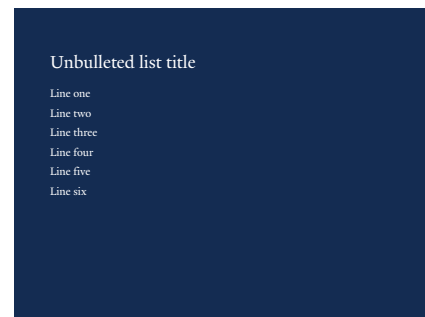 Unbulleted list title
Line one
Line two
Line three
Line four
Line five
Line six